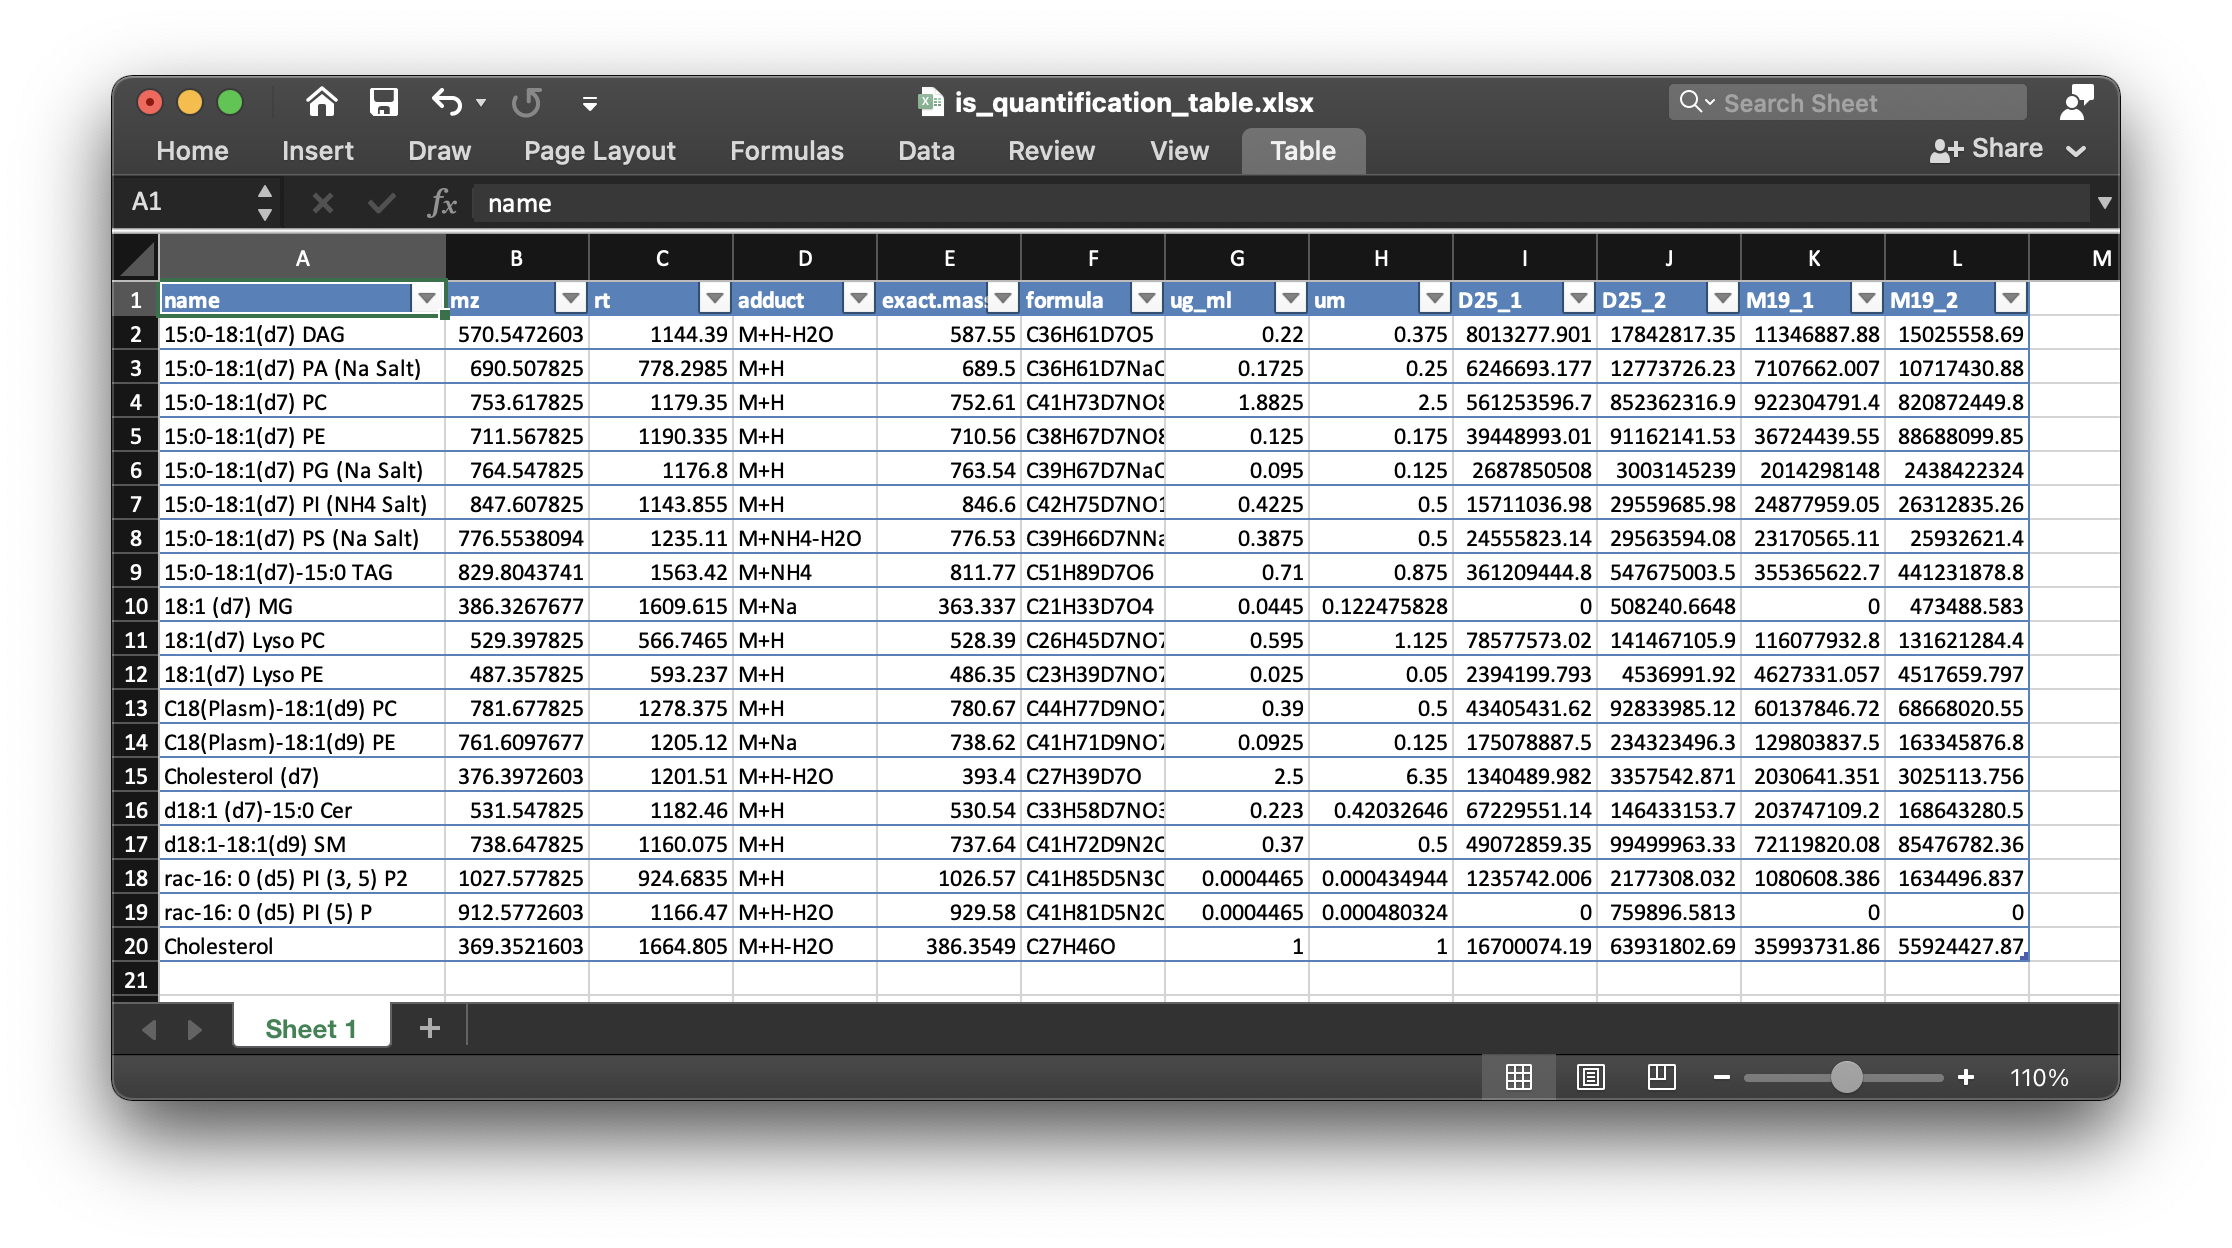 is_quantification_table.xlsx
Search Sheet
Home Insert Draw Page Layout Formulas Data Review View Table Share
A1 fx name
A B C D E F G H I J K L M
1 name mz rt adduct exact.mas formula ug_ml um D25_1 D25_2 M19_1 M19_2
2 15:0-18:1(d7) DAG 570.5472603 1144.39 M+H-H2O 587.55 C36H61D7O5 0.22 0.375 8013277.901 17842817.35 11346887.88 15025558.69
3 15:0-18:1(d7) PA (Na Salt) 690.507825 778.2985 M+H 689.5 C36H61D7NaO 0.1725 0.25 6246693.177 12773726.23 7107662.007 10717430.88
4 15:0-18:1(d7) PC 753.617825 1179.35 M+H 752.61 C41H73D7NO8 1.8825 2.5 561253596.7 852362316.9 922304791.4 820872449.8
5 15:0-18:1(d7) PE 711.567825 1190.335 M+H 710.56 C38H67D7NO8 0.125 0.175 39448993.01 91162141.53 36724439.55 88688099.85
6 15:0-18:1(d7) PG (Na Salt) 764.547825 1176.8 M+H 763.54 C39H67D7NaO 0.095 0.125 2687850508 3003145239 2014298148 2438422324
7 15:0-18:1(d7) PI (NH4 Salt) 847.607825 1143.855 M+H 846.6 C42H75D7NO1 0.4225 0.5 15711036.98 29559685.98 24877959.05 26312835.26
8 15:0-18:1(d7) PS (Na Salt) 776.5538094 1235.11 M+NH4-H2O 776.53 C39H66D7NNa 0.3875 0.5 24555823.14 29563594.08 23170565.11 25932621.4
9 15:0-18:1(d7)-15:0 TAG 829.8043741 1563.42 M+NH4 811.77 C51H89D7O6 0.71 0.875 361209444.8 547675003.5 355365622.7 441231878.8
10 18:1 (d7) MG 386.3267677 1609.615 M+Na 363.337 C21H33D7O4 0.0445 0.122475828 0 508240.6648 0 473488.583
11 18:1(d7) Lyso PC 529.397825 566.7465 M+H 528.39 C26H45D7NO7 0.595 1.125 78577573.02 141467105.9 116077932.8 131621284.4
12 18:1(d7) Lyso PE 487.357825 593.237 M+H 486.35 C23H39D7NO7 0.025 0.05 2394199.793 4536991.92 4627331.057 4517659.797
13 C18(Plasm)-18:1(d9) PC 781.677825 1278.375 M+H 780.67 C44H77D9NO7 0.39 0.5 43405431.62 92833985.12 60137846.72 68668020.55
14 C18(Plasm)-18:1(d9) PE 761.6097677 1205.12 M+Na 738.62 C41H71D9NO7 0.0925 0.125 175078887.5 234323496.3 129803837.5 163345876.8
15 Cholesterol (d7) 376.3972603 1201.51 M+H-H2O 393.4 C27H39D7O 2.5 6.35 1340489.982 3357542.871 2030641.351 3025113.756
16 d18:1 (d7)-15:0 Cer 531.547825 1182.46 M+H 530.54 C33H58D7NO3 0.223 0.42032646 67229551.14 146433153.7 203747109.2 168643280.5
17 d18:1-18:1(d9) SM 738.647825 1160.075 M+H 737.64 C41H72D9N2O 0.37 0.5 49072859.35 99499963.33 72119820.08 85476782.36
18 rac-16: 0 (d5) PI (3, 5) P2 1027.577825 924.6835 M+H 1026.57 C41H85D5N3O 0.0004465 0.000434944 1235742.006 2177308.032 1080608.386 1634496.837
19 rac-16: 0 (d5) PI (5) P 912.5772603 1166.47 M+H-H2O 929.58 C41H81D5N2O 0.0004465 0.000480324 0 759896.5813 0 0
20 Cholesterol 369.3521603 1664.805 M+H-H2O 386.3549 C27H46O 1 1 16700074.19 63931802.69 35993731.86 55924427.87
21
Sheet 1
110%